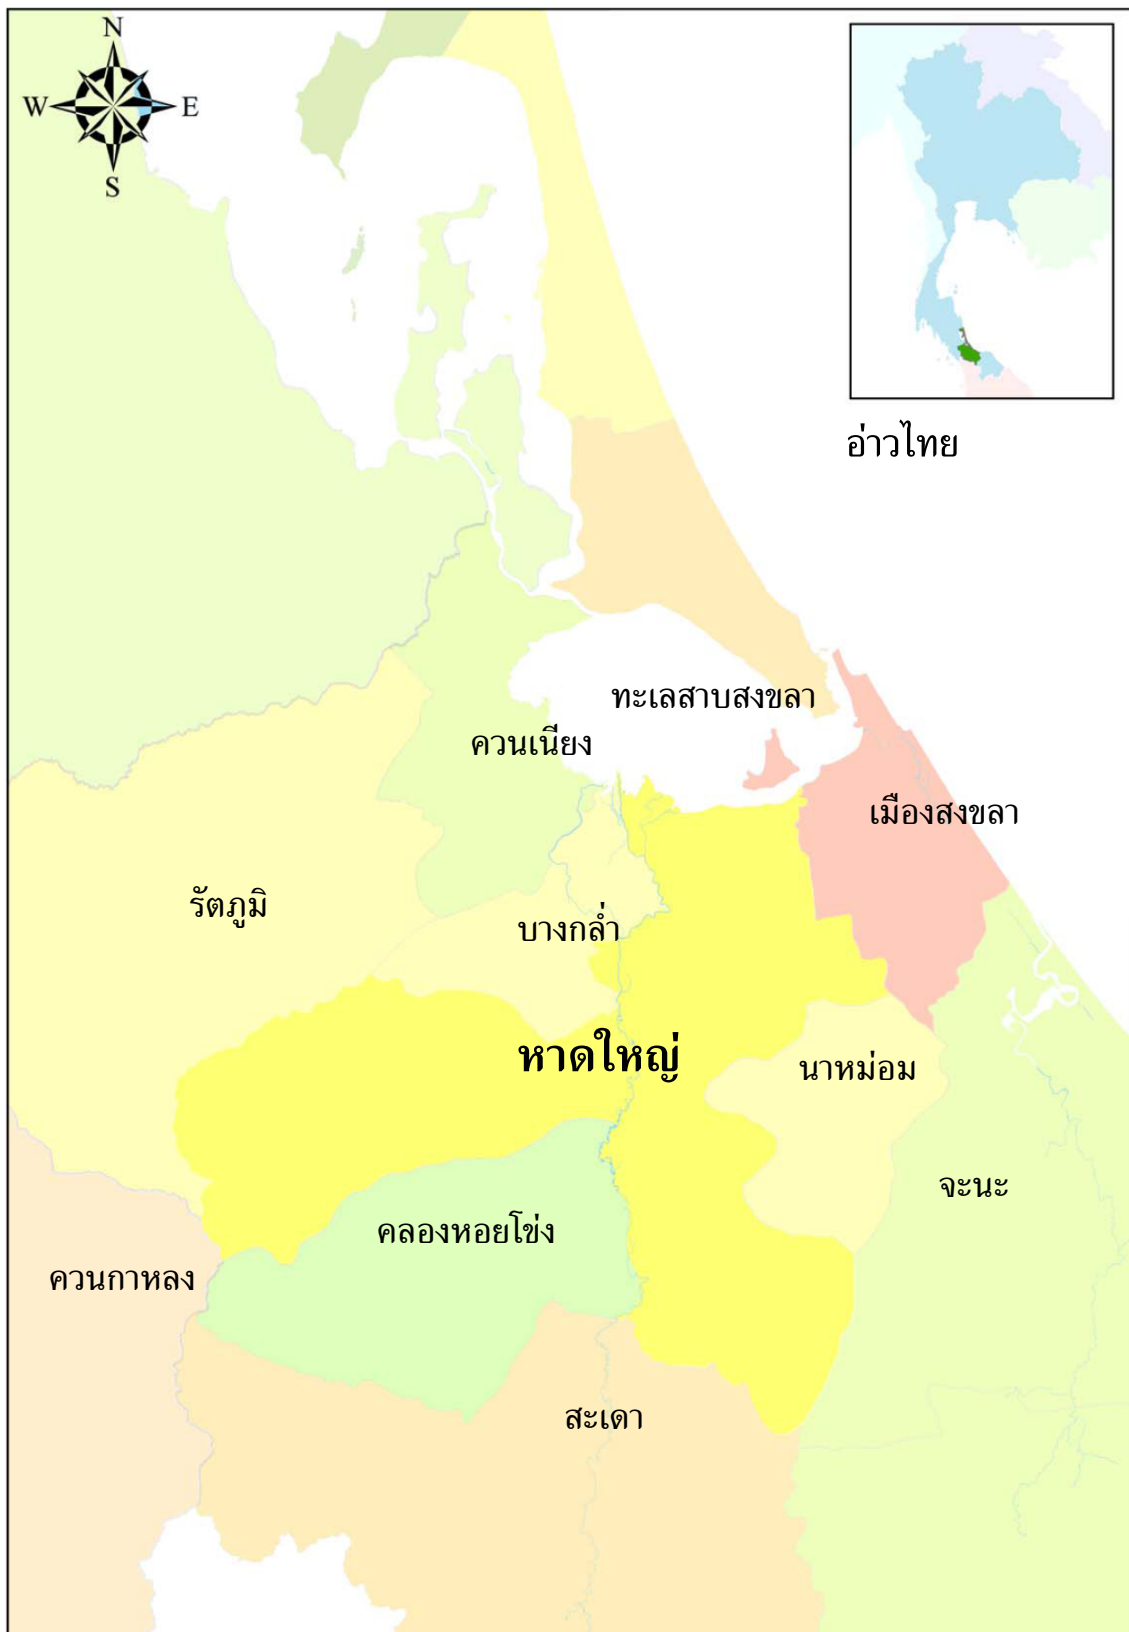 N
W
E
S
อ่าวไทย
ทะเลสาบสงขลา
ควนเนียง
เมืองสงขลา
รัตภูมิ
บางกล่ำ
หาดใหญ่
นาหม่อม
จะนะ
คลองหอยโข่ง
ควนกาหลง
สะเดา